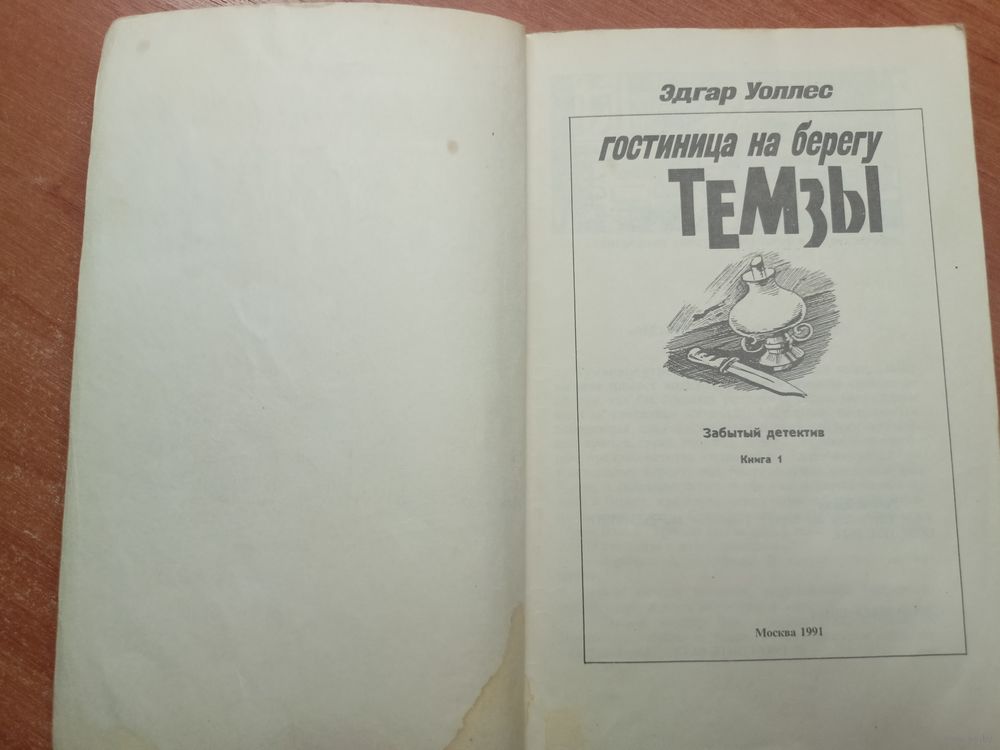 Эдгар Уоллес
гостиница на берегу
ТЕМЗЫ
Забытый детектив
Книга 1
Москва 1991